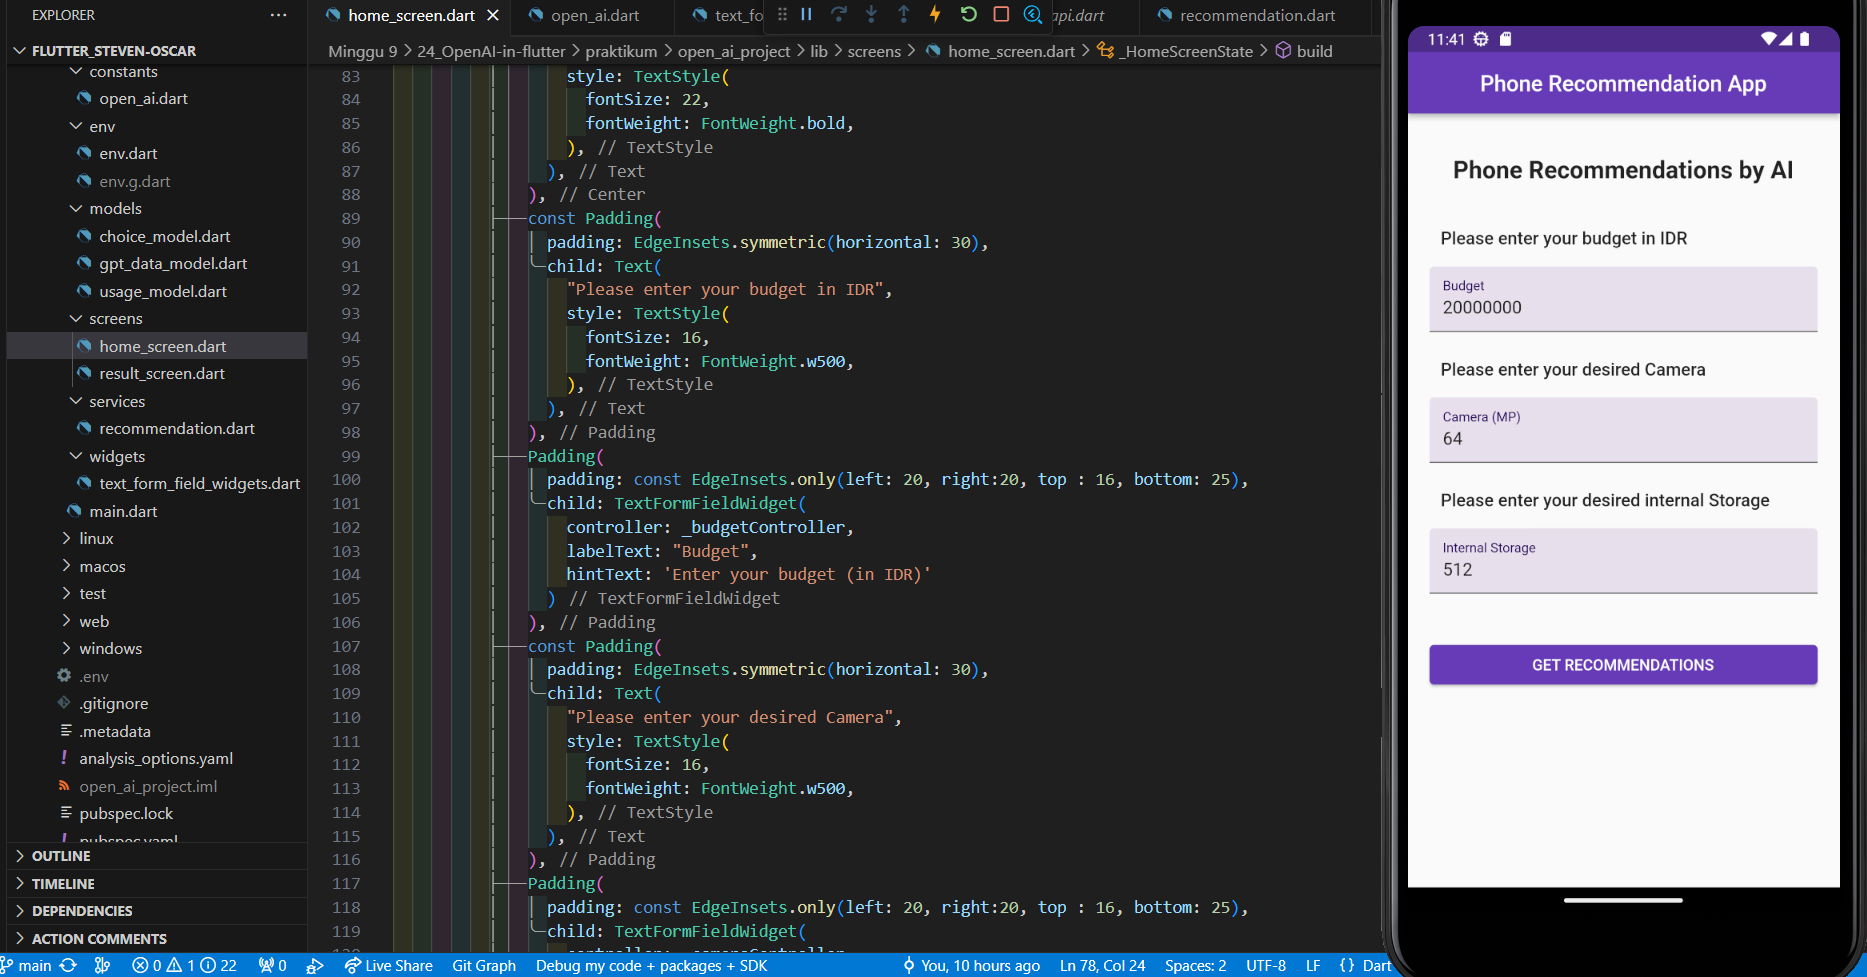 EXPLORER
FLUTTER_STEVEN-OSCAR
constants
open_ai.dart
env
env.dart
env.g.dart
models
choice_model.dart
gpt_data_model.dart
usage_model.dart
screens
home_screen.dart
result_screen.dart
services
recommendation.dart
widgets
text_form_field_widgets.dart
main.dart
linux
macos
test
web
windows
.env
.gitignore
.metadata
analysis_options.yaml
open_ai_project.iml
pubspec.lock
pubspec.yaml
OUTLINE
TIMELINE
DEPENDENCIES
ACTION COMMENTS
home_screen.dart
open_ai.dart
text_fo
api.dart
recommendation.dart
Minggu 9 > 24_OpenAI-in-flutter > praktikum > open_ai_project > lib > screens > home_screen.dart > _HomeScreenState > build
83 style: TextStyle(
84 fontSize: 22,
85 fontWeight: FontWeight.bold,
86 ), // TextStyle
87 ), // Text
88 ), // Center
89 const Padding(
90 padding: EdgeInsets.symmetric(horizontal: 30),
91 child: Text(
92 "Please enter your budget in IDR",
93 style: TextStyle(
94 fontSize: 16,
95 fontWeight: FontWeight.w500,
96 ), // TextStyle
97 ), // Text
98 ), // Padding
99 Padding(
100 padding: const EdgeInsets.only(left: 20, right:20, top : 16, bottom: 25),
101 child: TextFormFieldWidget(
102 controller: _budgetController,
103 labelText: "Budget",
104 hintText: 'Enter your budget (in IDR)'
105 ) // TextFormFieldWidget
106 ), // Padding
107 const Padding(
108 padding: EdgeInsets.symmetric(horizontal: 30),
109 child: Text(
110 "Please enter your desired Camera",
111 style: TextStyle(
112 fontSize: 16,
113 fontWeight: FontWeight.w500,
114 ), // TextStyle
115 ), // Text
116 ), // Padding
117 Padding(
118 padding: const EdgeInsets.only(left: 20, right:20, top : 16, bottom: 25),
119 child: TextFormFieldWidget(
main
0 1 22
0
Live Share
Git Graph
Debug my code + packages + SDK
You, 10 hours ago
Ln 78, Col 24
Spaces: 2
UTF-8
LF
{} Dart
11:41
Phone Recommendation App
Phone Recommendations by AI
Please enter your budget in IDR
Budget
20000000
Please enter your desired Camera
Camera (MP)
64
Please enter your desired internal Storage
Internal Storage
512
GET RECOMMENDATIONS